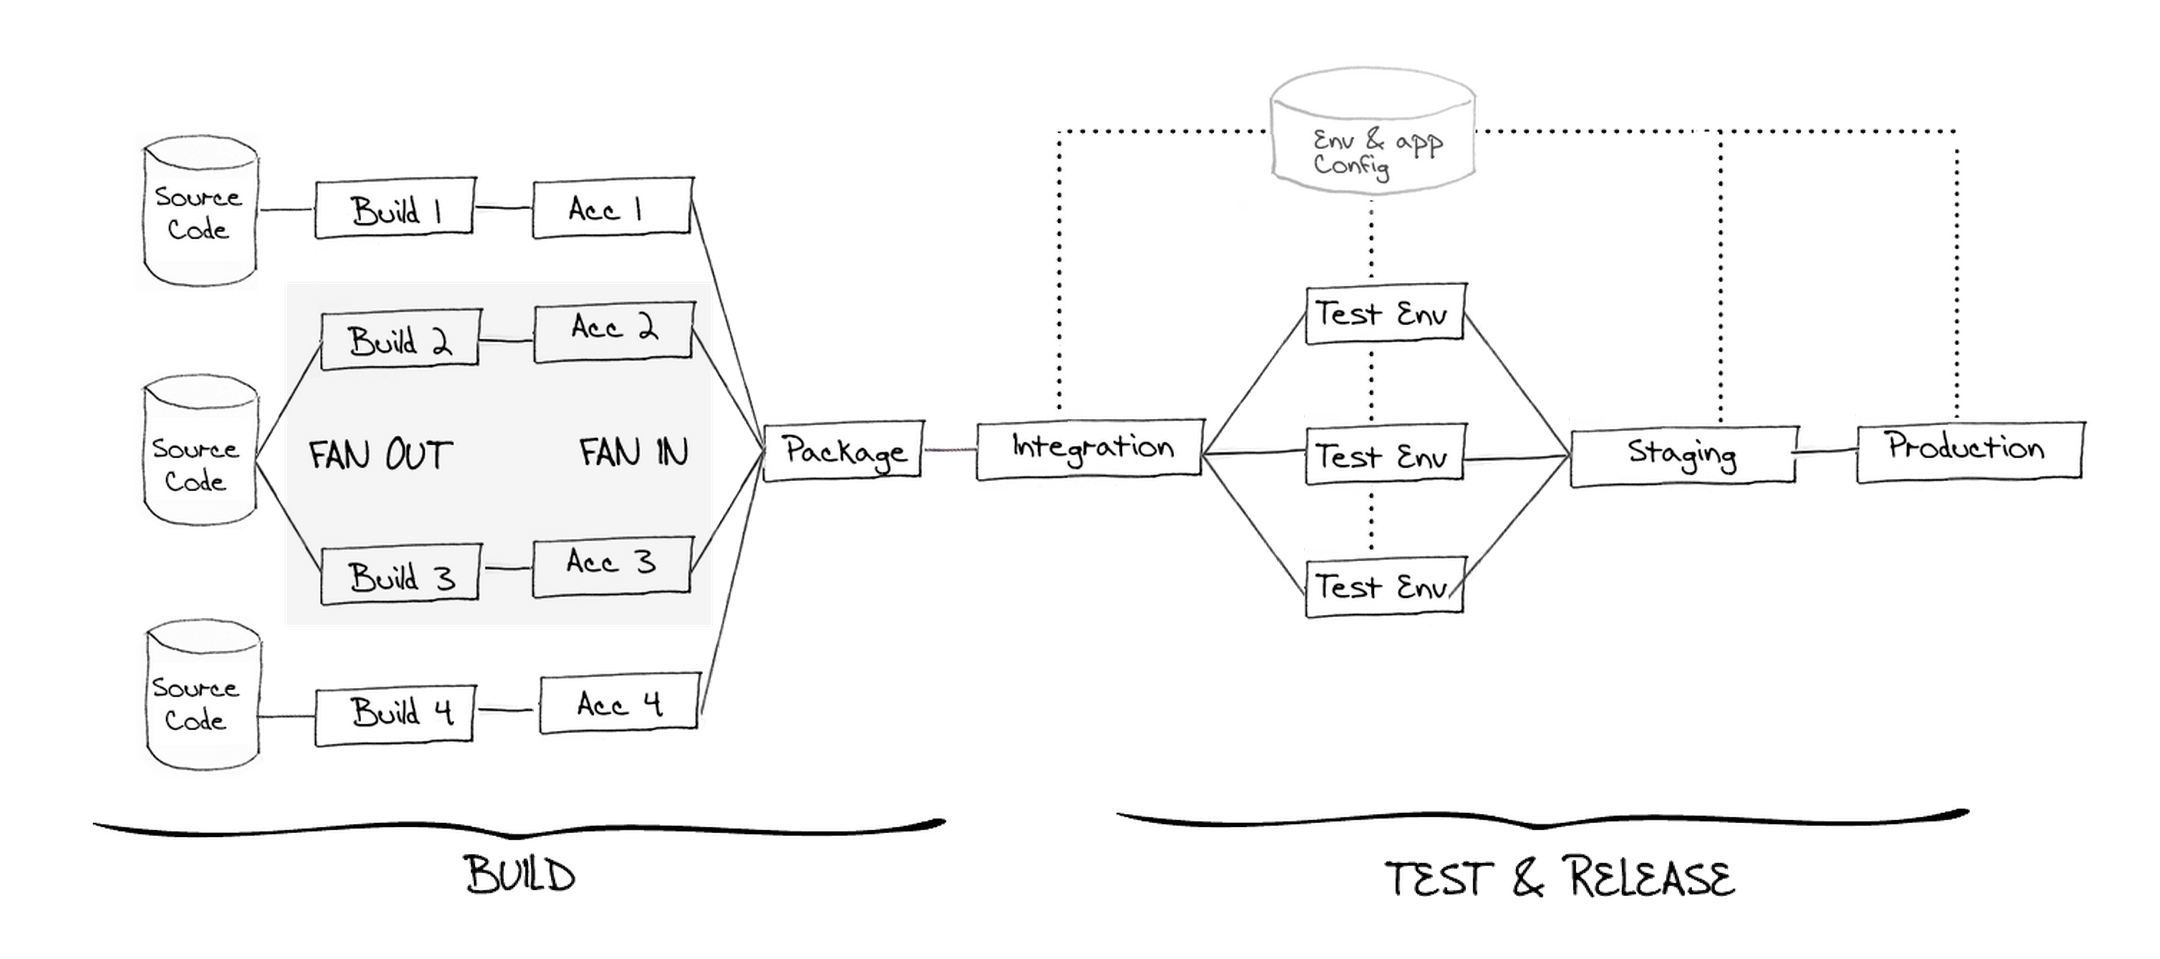 Source
Code
Build 1
Acc 1
Build 2
Acc 2
Source
Code
FAN OUT
FAN IN
Build 3
Acc 3
Source
Code
Build 4
Acc 4
Package
Integration
Env & app
Config
Test Env
Test Env
Test Env
Staging
Production
BUILD
TEST & RELEASE